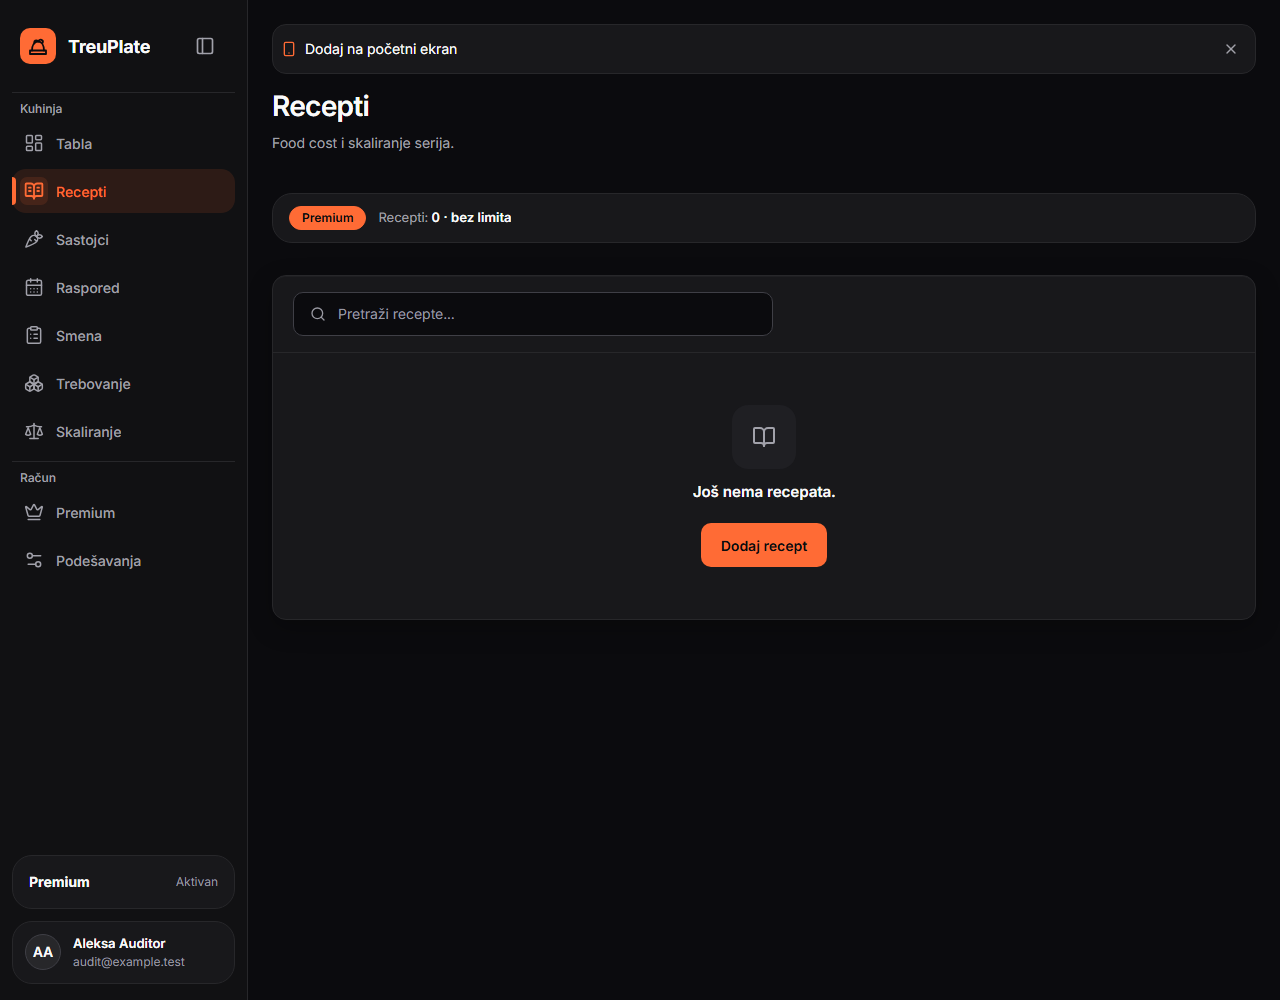 TreuPlate
Kuhinja
Tabla
Recepti
Sastojci
Raspored
Smena
Trebovanje
Skaliranje
Račun
Premium
Podešavanja
Premium
Aktivan
AA
Aleksa Auditor
audit@example.test
Dodaj na početni ekran
Recepti
Food cost i skaliranje serija.
Premium Recepti: 0 · bez limita
Pretraži recepte...
Još nema recepata.
Dodaj recept